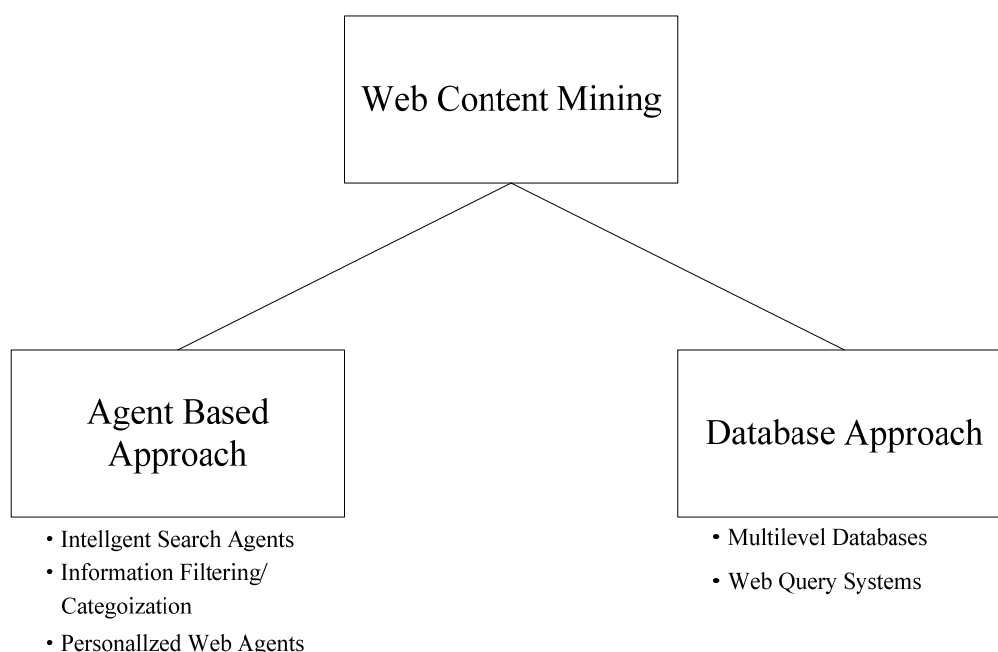 Web Content Mining
Agent Based
Approach
• Intellgent Search Agents
• Information Filtering/
Categoization
• Personallzed Web Agents
Database Approach
• Multilevel Databases
• Web Query Systems